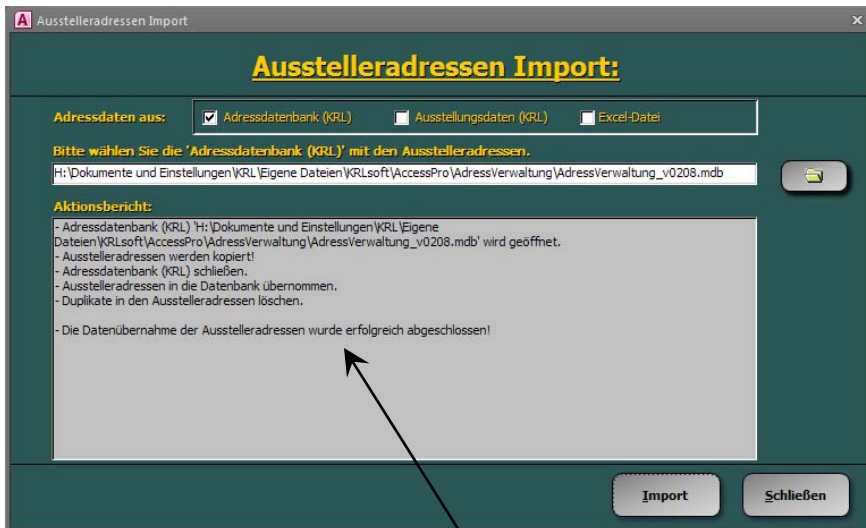 Ausstelleradressen Import
Ausstelleradressen Import:
Adressdaten aus: Adressdatenbank (KRL) Ausstellungsdaten (KRL) Excel-Datei
Bitte wählen Sie die 'Adressdatenbank (KRL)' mit den Ausstelleradressen.
H:\Dokumente und Einstellungen\KRL\Eigene Dateien\KRLsoft\AccessPro\AdressVerwaltung\AdressVerwaltung_v0208.mdb
Aktionsbericht:
- Adressdatenbank (KRL) 'H:\Dokumente und Einstellungen\KRL\Eigene
Dateien\KRLsoft\AccessPro\AdressVerwaltung\AdressVerwaltung_v0208.mdb' wird geöffnet.
- Ausstelleradressen werden kopiert!
- Adressdatenbank (KRL) schließen.
- Ausstelleradressen in die Datenbank übernommen.
- Duplikate in den Ausstelleradressen löschen.
- Die Datenübernahme der Ausstelleradressen wurde erfolgreich abgeschlossen!
Import Schließen